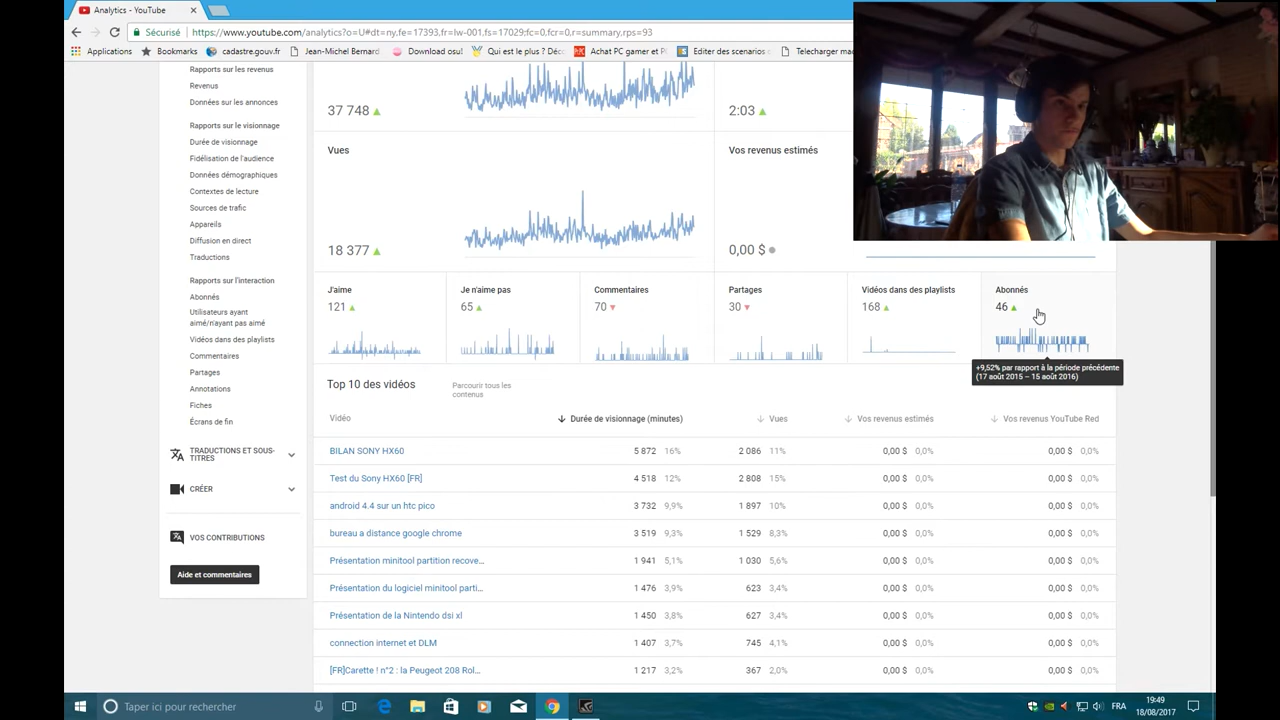 Analytics - YouTube
Sécurisé
https://www.youtube.com/analytics?o=U#dt=ny,fe=17393,fr=lw-001,fs=17029;fc=0,fcr=0,r=summary,rps=93
Applications
Bookmarks
cadastre.gouv.fr
Jean-Michel Bernard
Download osu!
Qui est le plus ? Déc
Achat PC gamer et PC
Editer des scenarios
Telecharger maxi
Rapports sur les revenus
Revenus
Données sur les annonces
Rapports sur le visionnage
Durée de visionnage
Fidélisation de l'audience
Données démographiques
Contextes de lecture
Sources de trafic
Appareils
Diffusion en direct
Traductions
Rapports sur l'interaction
Abonnés
Utilisateurs ayant
aimé/n'ayant pas aimé
Vidéos dans des playlists
Commentaires
Partages
Annotations
Fiches
Écrans de fin
TRADUCTIONS ET SOUS-
TITRES
CRÉER
VOS CONTRIBUTIONS
Aide et commentaires
37 748
2:03
Vues
18 377
Vos revenus estimés
0,00 $
J'aime
121
Je n'aime pas
65
Commentaires
70
Partages
30
Vidéos dans des playlists
168
Abonnés
46
+9,52% par rapport à la période précédente
(17 août 2015 – 15 août 2016)
Top 10 des vidéos
Parcourir tous les
contenus
Vidéo Durée de visionnage (minutes) Vues Vos revenus estimés Vos revenus YouTube Red
BILAN SONY HX60 5 872 16% 2 086 11% 0,00 $ 0,0% 0,00 $ 0,0%
Test du Sony HX60 [FR] 4 518 12% 2 808 15% 0,00 $ 0,0% 0,00 $ 0,0%
android 4.4 sur un htc pico 3 732 9,9% 1 897 10% 0,00 $ 0,0% 0,00 $ 0,0%
bureau a distance google chrome 3 519 9,3% 1 529 8,3% 0,00 $ 0,0% 0,00 $ 0,0%
Présentation minitool partition recove... 1 941 5,1% 1 030 5,6% 0,00 $ 0,0% 0,00 $ 0,0%
Présentation du logiciel minitool parti... 1 476 3,9% 623 3,4% 0,00 $ 0,0% 0,00 $ 0,0%
Présentation de la Nintendo dsi xl 1 450 3,8% 627 3,4% 0,00 $ 0,0% 0,00 $ 0,0%
connection internet et DLM 1 407 3,7% 745 4,1% 0,00 $ 0,0% 0,00 $ 0,0%
[FR]Carette ! n°2 : la Peugeot 208 Rol... 1 217 3,2% 367 2,0% 0,00 $ 0,0% 0,00 $ 0,0%
Taper ici pour rechercher
FRA
19:49
18/08/2017